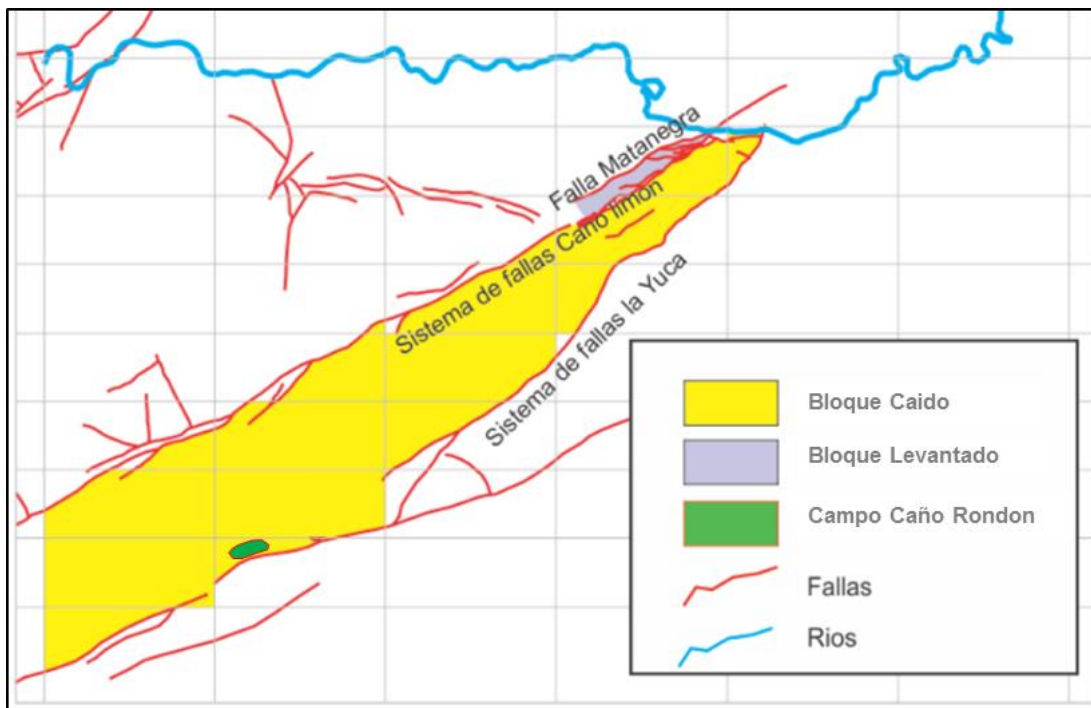 Falla Matanegra
Sistema de fallas Caño limón
Sistema de fallas la Yuca
Bloque Caido
Bloque Levantado
Campo Caño Rondon
Fallas
Rios